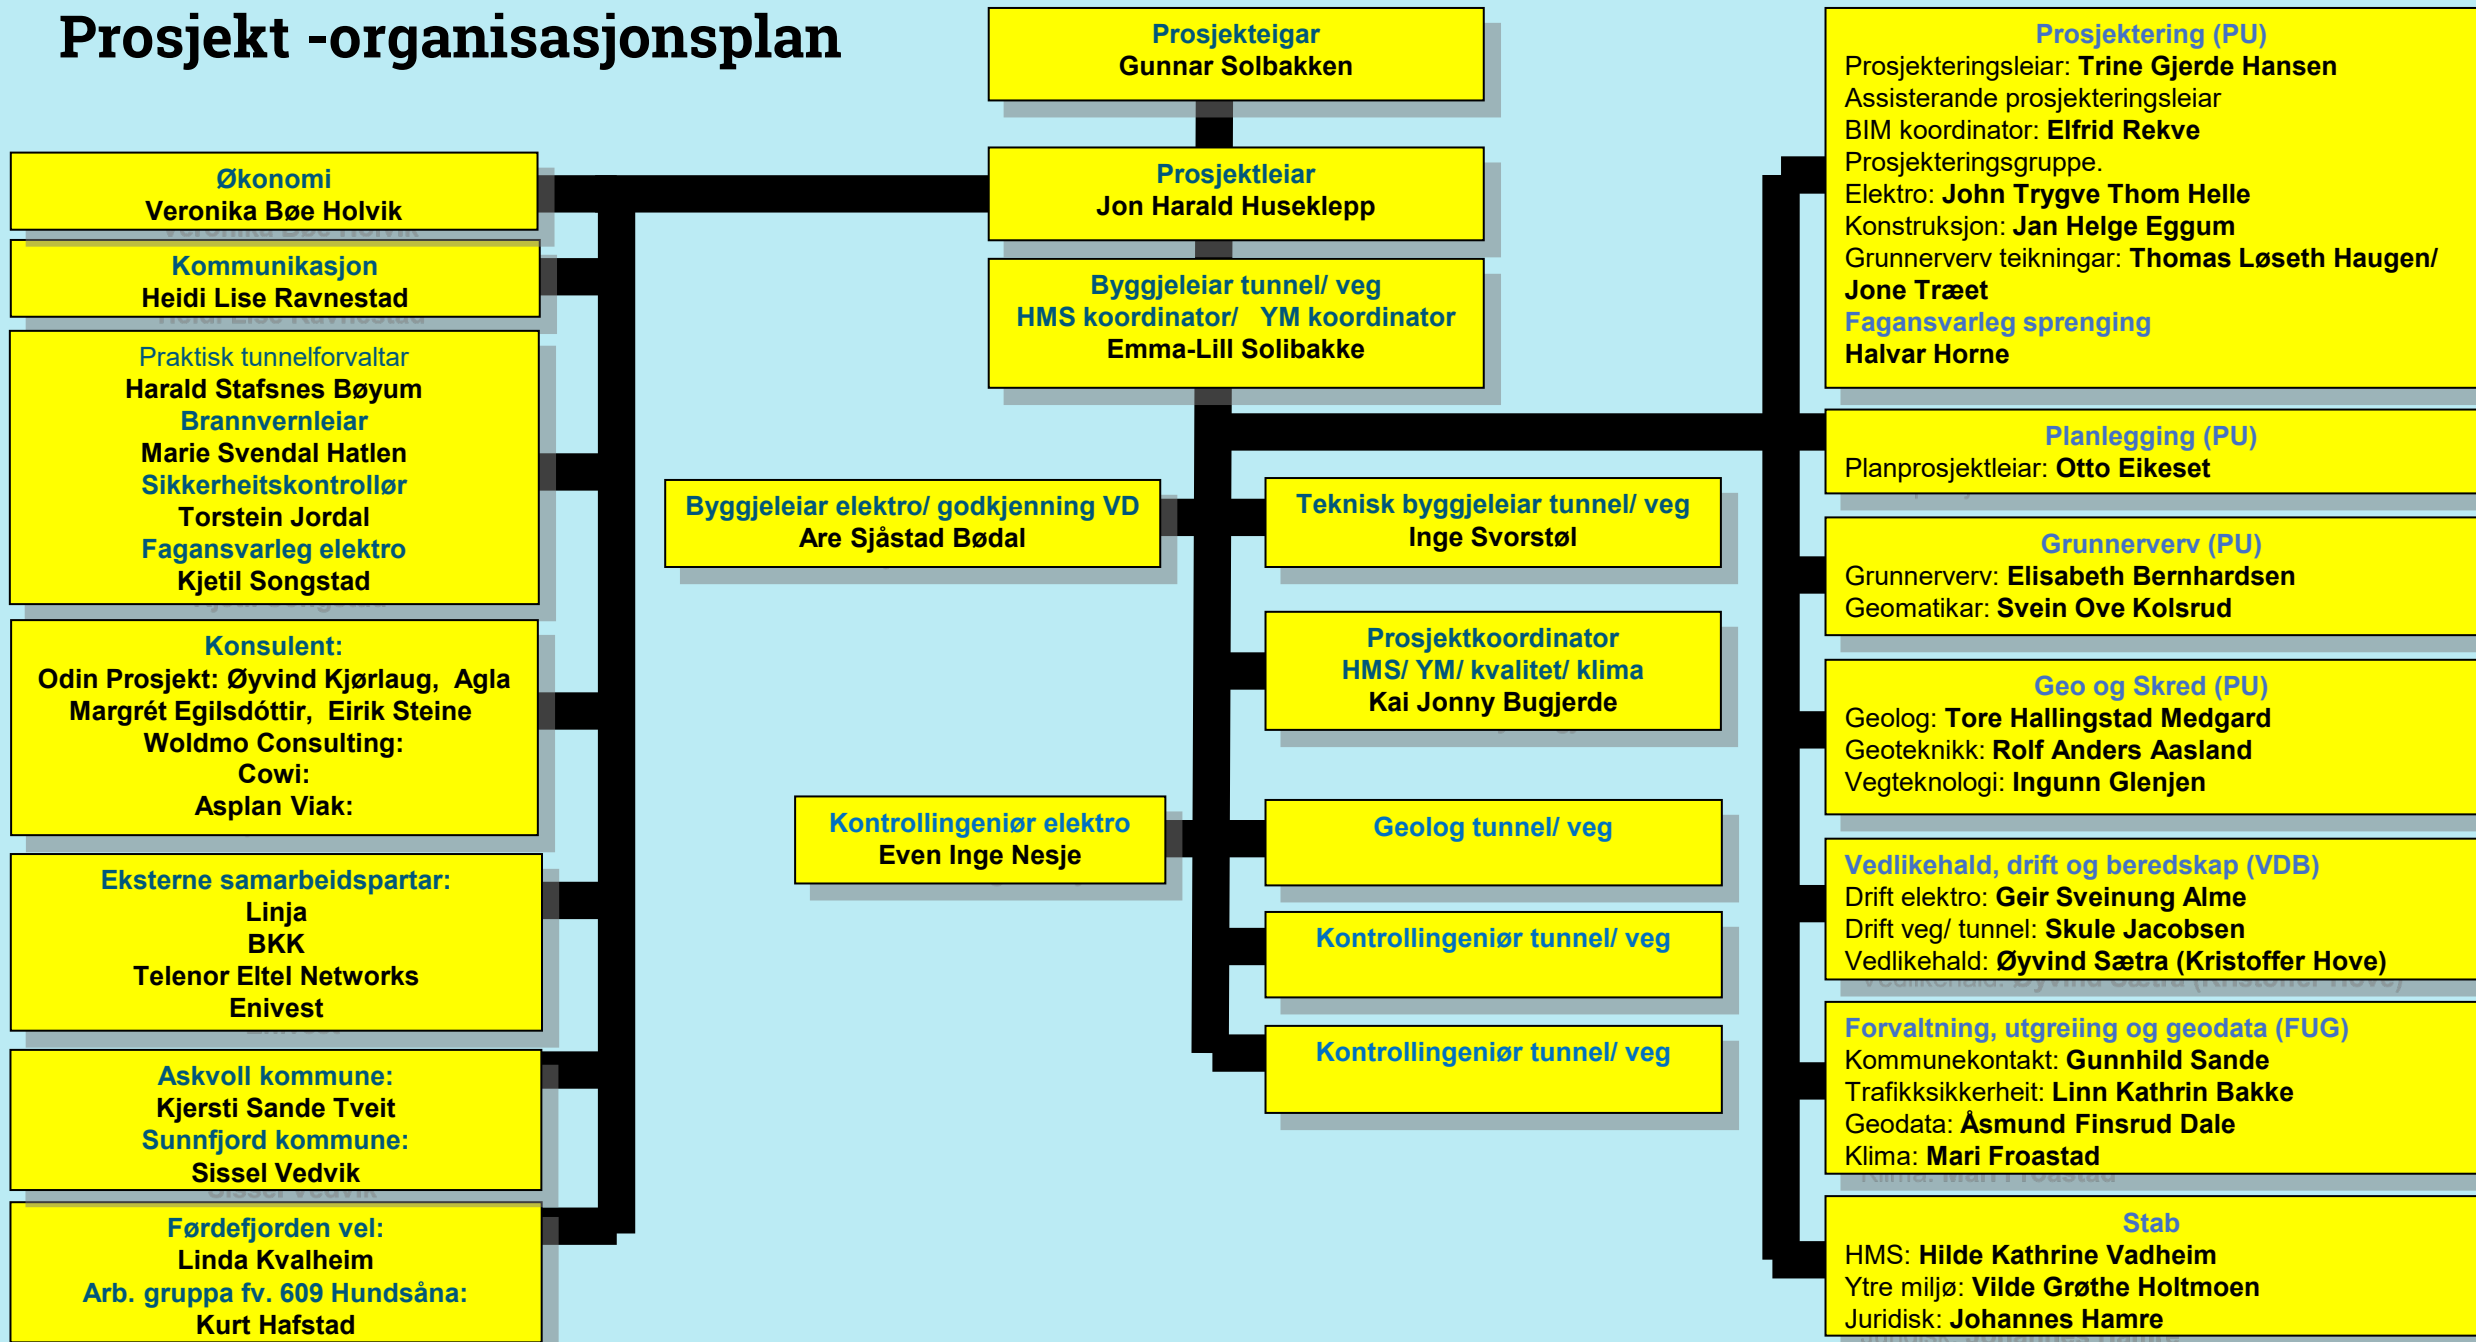 Prosjekt -organisasjonsplan
Prosjekteigar
Gunnar Solbakken
Prosjektleiar
Jon Harald Huseklepp
Byggjeleiar tunnel/ veg
HMS koordinator/ YM koordinator
Emma-Lill Solibakke
Økonomi
Veronika Bøe Holvik
Kommunikasjon
Heidi Lise Ravnestad
Praktisk tunnelforvaltar
Harald Stafsnes Bøyum
Brannvernleiar
Marie Svendal Hatlen
Sikkerheitskontrollør
Torstein Jordal
Fagansvarleg elektro
Kjetil Songstad
Konsulent:
Odin Prosjekt: Øyvind Kjørlaug, Agla
Margrét Egilsdóttir, Eirik Steine
Woldmo Consulting:
Cowi:
Asplan Viak:
Eksterne samarbeidspartar:
Linja
BKK
Telenor Eltel Networks
Enivest
Askvoll kommune:
Kjersti Sande Tveit
Sunnfjord kommune:
Sissel Vedvik
Førdefjorden vel:
Linda Kvalheim
Arb. gruppa fv. 609 Hundsåna:
Kurt Hafstad
Byggjeleiar elektro/ godkjenning VD
Are Sjåstad Bødal
Teknisk byggjeleiar tunnel/ veg
Inge Svorstøl
Prosjektkoordinator
HMS/ YM/ kvalitet/ klima
Kai Jonny Bugjerde
Kontrollingeniør elektro
Even Inge Nesje
Geolog tunnel/ veg
Kontrollingeniør tunnel/ veg
Kontrollingeniør tunnel/ veg
Prosjektering (PU)
Prosjekteringsleiar: Trine Gjerde Hansen
Assisterande prosjekteringsleiar
BIM koordinator: Elfrid Rekve
Prosjekteringsgruppe.
Elektro: John Trygve Thom Helle
Konstruksjon: Jan Helge Eggum
Grunnerverv teikningar: Thomas Løseth Haugen/
Jone Træet
Fagansvarleg sprenging
Halvar Horne
Planlegging (PU)
Planprosjektleiar: Otto Eikeset
Grunnerverv (PU)
Grunnerverv: Elisabeth Bernhardsen
Geomatikar: Svein Ove Kolsrud
Geo og Skred (PU)
Geolog: Tore Hallingstad Medgard
Geoteknikk: Rolf Anders Aasland
Vegteknologi: Ingunn Glenjen
Vedlikehald, drift og beredskap (VDB)
Drift elektro: Geir Sveinung Alme
Drift veg/ tunnel: Skule Jacobsen
Vedlikehald: Øyvind Sætra (Kristoffer Hove)
Forvaltning, utgreiing og geodata (FUG)
Kommunekontakt: Gunnhild Sande
Trafikksikkerheit: Linn Kathrin Bakke
Geodata: Åsmund Finsrud Dale
Klima: Mari Froastad
Stab
HMS: Hilde Kathrine Vadheim
Ytre miljø: Vilde Grøthe Holtmoen
Juridisk: Johannes Hamre